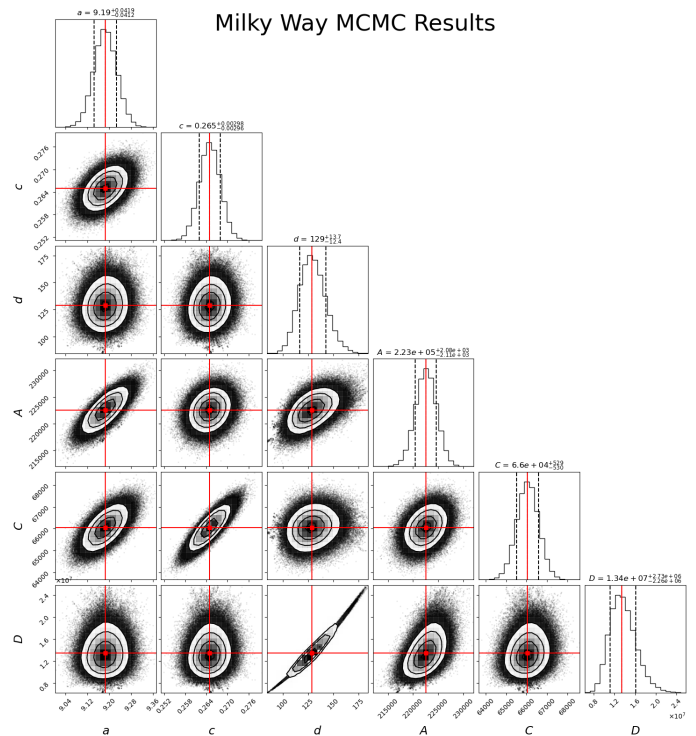 Milky Way MCMC Results
a = 9.19+0.0419 −0.0412
c = 0.265+0.00298 −0.00296
d = 129+13.7 −12.4
A = 2.23e + 05+2.08e + 03 −2.11e + 03
C = 6.6e + 04+529 −530
D = 1.34e + 07+2.73e + 06 −2.26e + 06
c
0.276
0.270
0.264
0.258
0.252
d
175
150
125
100
A
230000
225000
220000
215000
C
68000
67000
66000
65000
64000
×10⁷
D
2.4
2.0
1.6
1.2
0.8
9.04 9.12 9.20 9.28 9.36
0.252 0.258 0.264 0.270 0.276
100 125 150 175
215000 220000 225000 230000
64000 65000 66000 67000 68000
0.8 1.2 1.6 2.0 2.4
×10⁷
a c d A C D